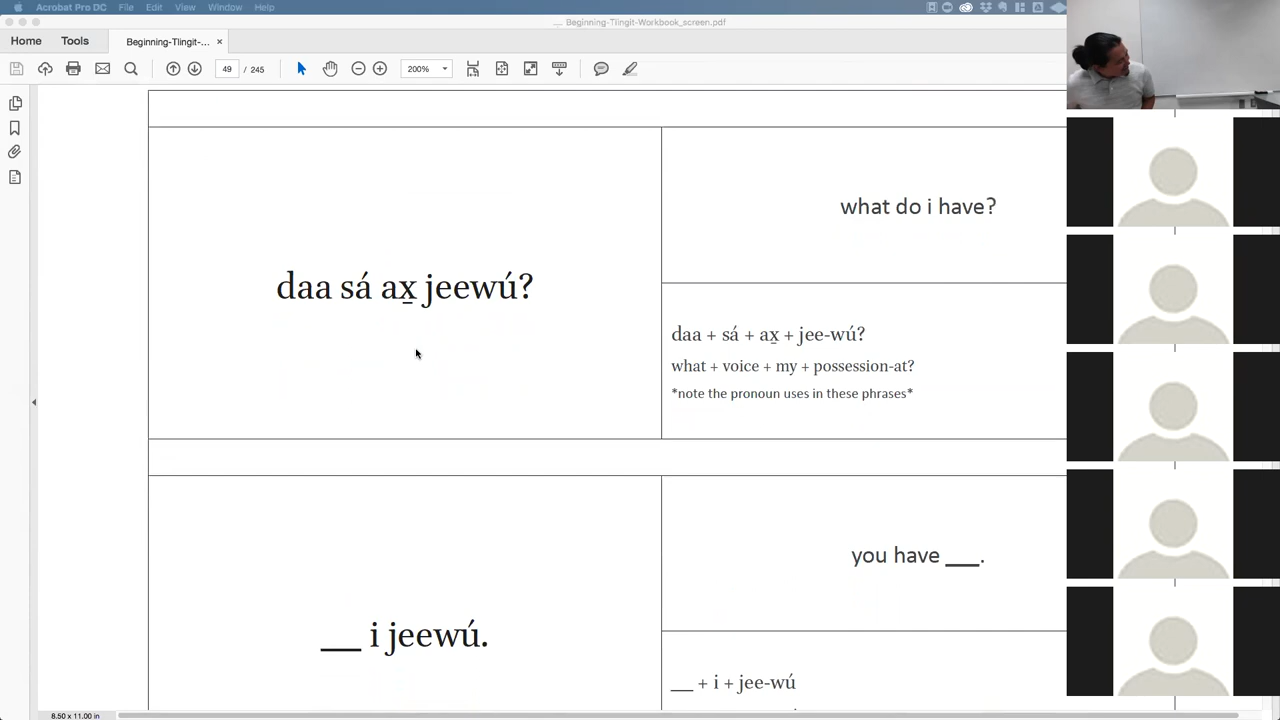 Acrobat Pro DC File Edit View Window Help
__ Beginning-Tlingit-Workbook_screen.pdf
Home Tools Beginning-Tlingit-... ×
49 / 245 200%
what do i have?
daa sá ax̱ jeewú?
daa + sá + ax̱ + jee-wú?
what + voice + my + possession-at?
*note the pronoun uses in these phrases*
you have ___.
___ i jeewú.
__ + i + jee-wú
8.50 x 11.00 in